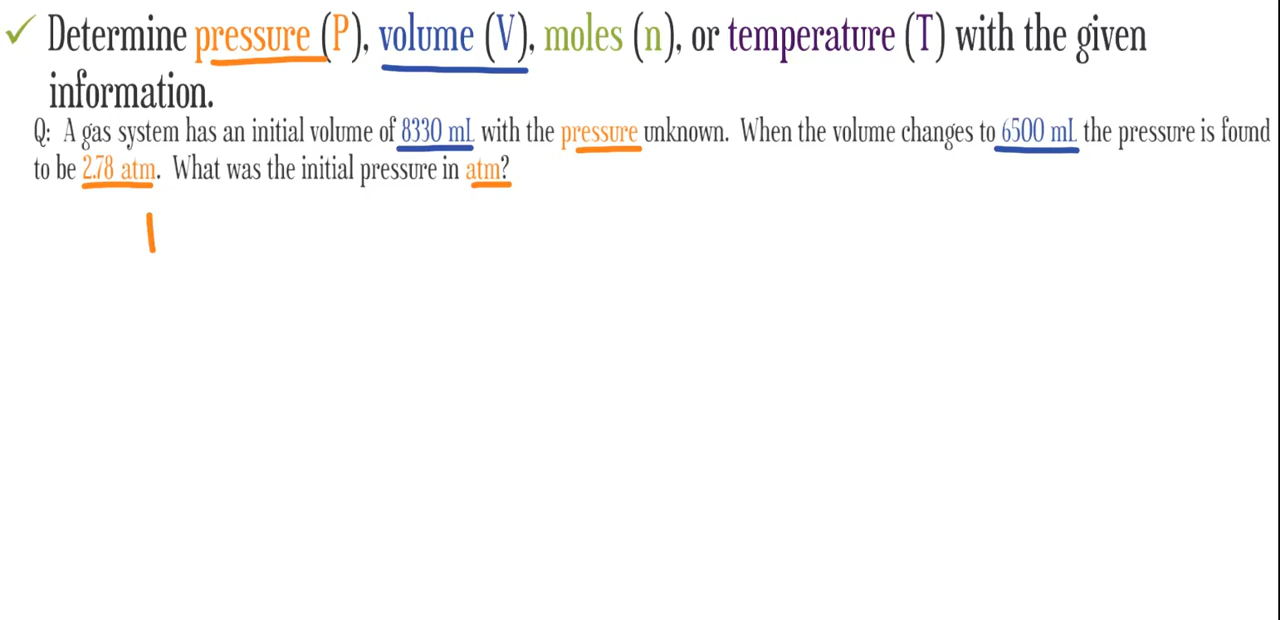 ✓ Determine pressure (P), volume (V), moles (n), or temperature (T) with the given
information.
Q: A gas system has an initial volume of 8330 mL with the pressure unknown. When the volume changes to 6500 mL the pressure is found
to be 2.78 atm. What was the initial pressure in atm?